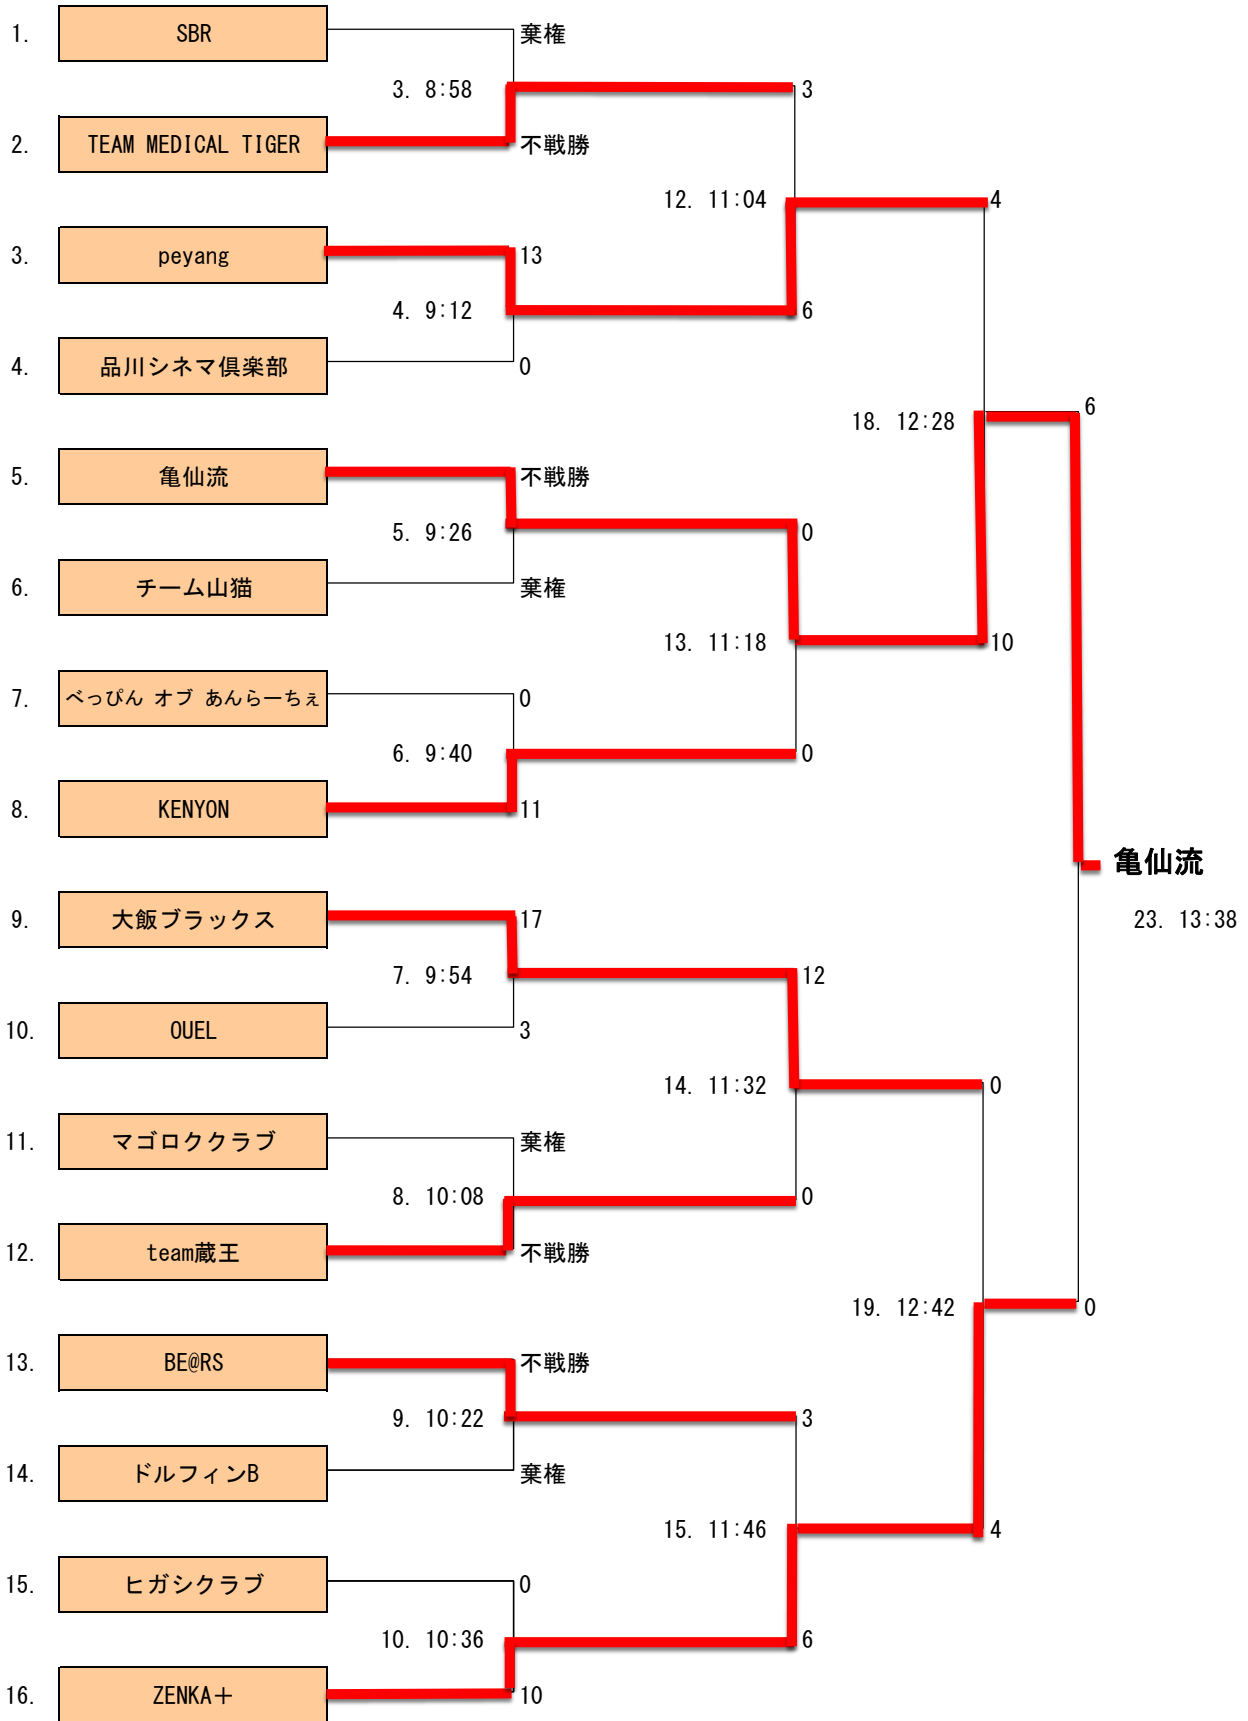 1. SBR 棄権
3. 8:58 3
2. TEAM MEDICAL TIGER 不戦勝
12. 11:04 4
3. peyang 13
4. 9:12 6
4. 品川シネマ倶楽部 0
18. 12:28 6
5. 亀仙流 不戦勝
5. 9:26 0
6. チーム山猫 棄権
13. 11:18 10
7. べっぴん オブ あんらーちぇ 0
6. 9:40 0
8. KENYON 11
亀仙流
9. 大飯ブラックス 17 23. 13:38
7. 9:54 12
10. OUEL 3
14. 11:32 0
11. マゴロククラブ 棄権
8. 10:08 0
12. team蔵王 不戦勝
19. 12:42 0
13. BE@RS 不戦勝
9. 10:22 3
14. ドルフィンB 棄権
15. 11:46 4
15. ヒガシクラブ 0
10. 10:36 6
16. ZENKA＋ 10